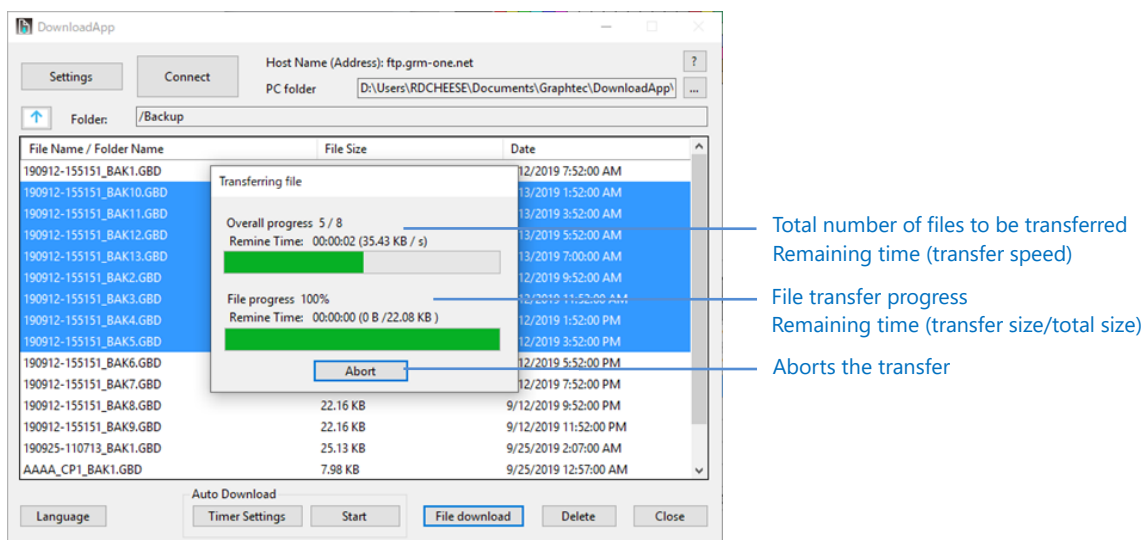 DownloadApp
Settings
Connect
Host Name (Address): ftp.grm-one.net
?
PC folder
D:\Users\RDCHEESE\Documents\Graphtec\DownloadApp\
...
Folder:
/Backup
File Name / Folder Name File Size Date
190912-155151_BAK1.GBD 12/2019 7:52:00 AM
190912-155151_BAK10.GBD 13/2019 1:52:00 AM
190912-155151_BAK11.GBD 13/2019 3:52:00 AM
190912-155151_BAK12.GBD 13/2019 5:52:00 AM
190912-155151_BAK13.GBD 13/2019 7:00:00 AM
190912-155151_BAK2.GBD 12/2019 9:52:00 AM
190912-155151_BAK3.GBD 12/2019 11:52:00 AM
190912-155151_BAK4.GBD 12/2019 1:52:00 PM
190912-155151_BAK5.GBD 12/2019 3:52:00 PM
190912-155151_BAK6.GBD 12/2019 5:52:00 PM
190912-155151_BAK7.GBD 12/2019 7:52:00 PM
190912-155151_BAK8.GBD 22.16 KB 9/12/2019 9:52:00 PM
190912-155151_BAK9.GBD 22.16 KB 9/12/2019 11:52:00 PM
190925-110713_BAK1.GBD 25.13 KB 9/25/2019 2:07:00 AM
AAAA_CP1_BAK1.GBD 7.98 KB 9/25/2019 12:57:00 AM
Transferring file
Overall progress 5 / 8
Remine Time: 00:00:02 (35.43 KB / s)
File progress 100%
Remine Time: 00:00:00 (0 B /22.08 KB )
Abort
Auto Download
Language
Timer Settings
Start
File download
Delete
Close
Total number of files to be transferred
Remaining time (transfer speed)
File transfer progress
Remaining time (transfer size/total size)
Aborts the transfer